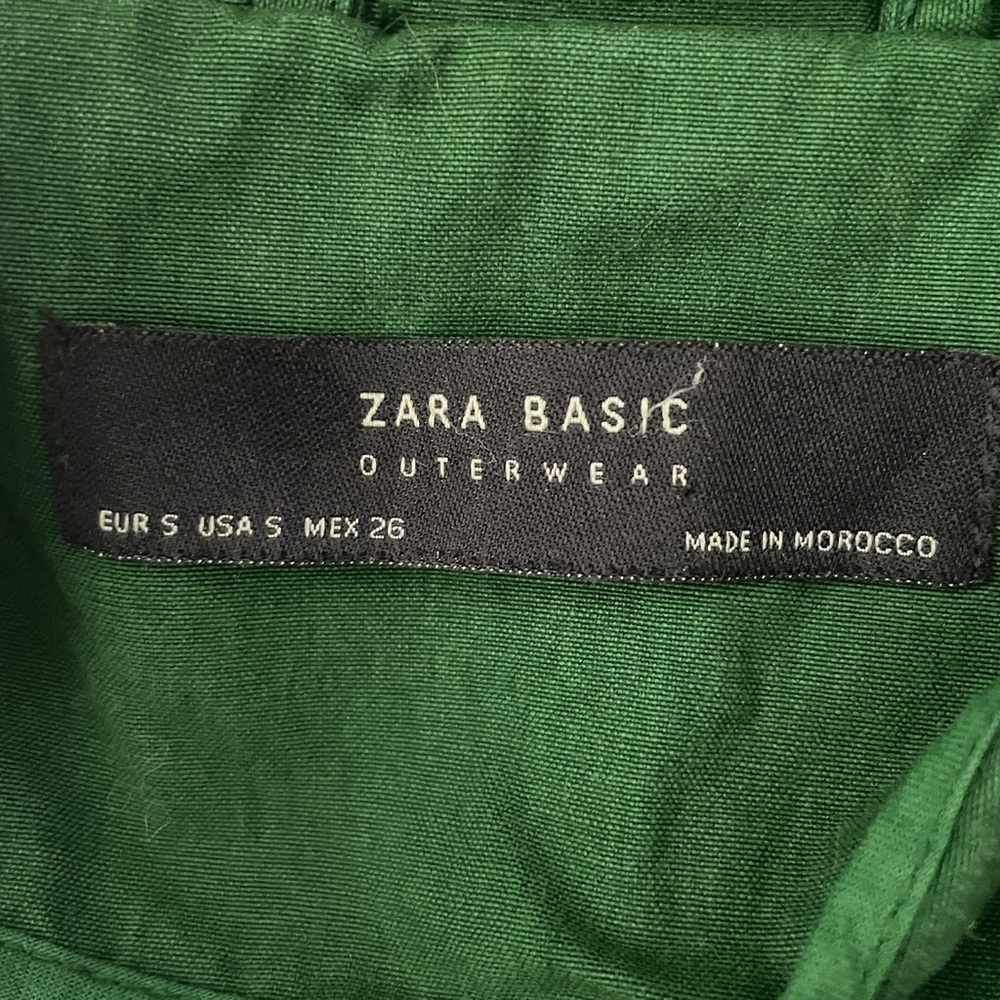 ZARA BASIC
OUTERWEAR
EUR S USA S MEX 26
MADE IN MOROCCO